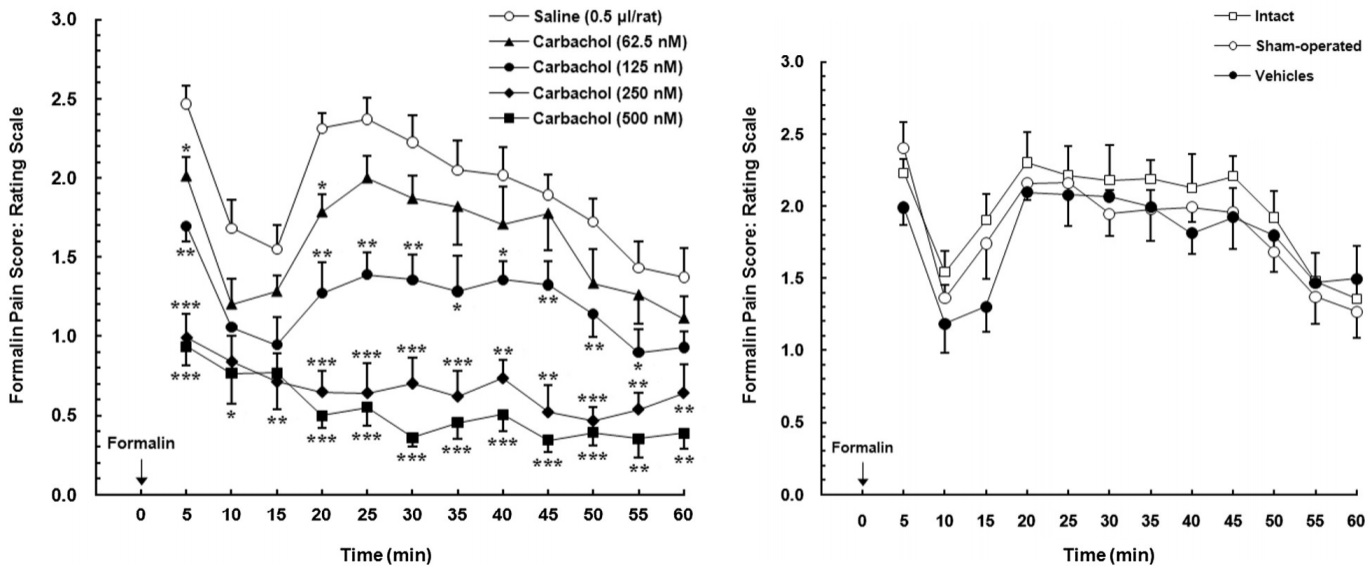 Formalin Pain Score: Rating Scale
3.0
2.5
2.0
1.5
1.0
0.5
0.0
Saline (0.5 µl/rat)
Carbachol (62.5 nM)
Carbachol (125 nM)
Carbachol (250 nM)
Carbachol (500 nM)
* * 
** ** ** ** *
* **
*** *** *** *** *** ** ** *** ** **
** *
*** * ** *** *** *** *** *** *** *** ** **
Formalin
0 5 10 15 20 25 30 35 40 45 50 55 60
Time (min)
Formalin Pain Score: Rating Scale
3.0
2.5
2.0
1.5
1.0
0.5
0.0
Intact
Sham-operated
Vehicles
Formalin
0 5 10 15 20 25 30 35 40 45 50 55 60
Time (min)